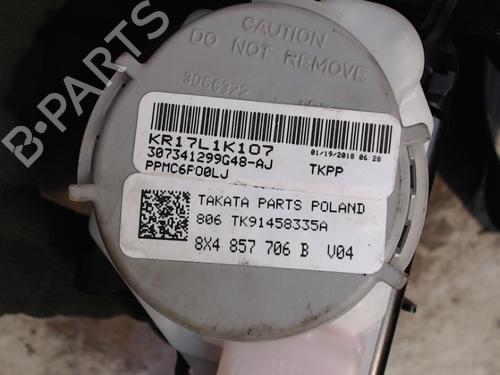 CAUTION
DO NOT REMOVE
3066322
KR17L1K107
307341299G48-AJ
01/19/2018 06:28
PPMC6F00LJ
TKPP
TAKATA PARTS POLAND
806 TK91458335A
8X4 857 706 B V04
B-PARTS